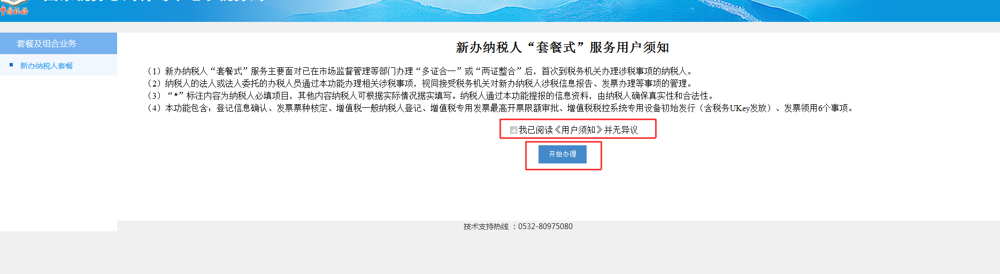 中国税务
套餐及组合业务
新办纳税人套餐
新办纳税人“套餐式”服务用户须知
（1）新办纳税人“套餐式”服务主要面对已在市场监督管理等部门办理“多证合一”或“两证整合”后，首次到税务机关办理涉税事项的纳税人。
（2）纳税人的法人或法人委托的办税人员通过本功能办理相关涉税事项，视同接受税务机关对新办纳税人涉税信息报告、发票办理等事项的管理。
（3）“*”标注内容为纳税人必填项目，其他内容纳税人可根据实际情况据实填写。纳税人通过本功能提报的信息资料，由纳税人确保真实性和合法性。
（4）本功能包含：登记信息确认、发票票种核定、增值税一般纳税人登记、增值税专用发票最高开票限额审批、增值税税控系统专用设备初始发行（含税务UKey发放）、发票领用6个事项。
我已阅读《用户须知》并无异议
开始办理
技术支持热线 ：0532-80975080